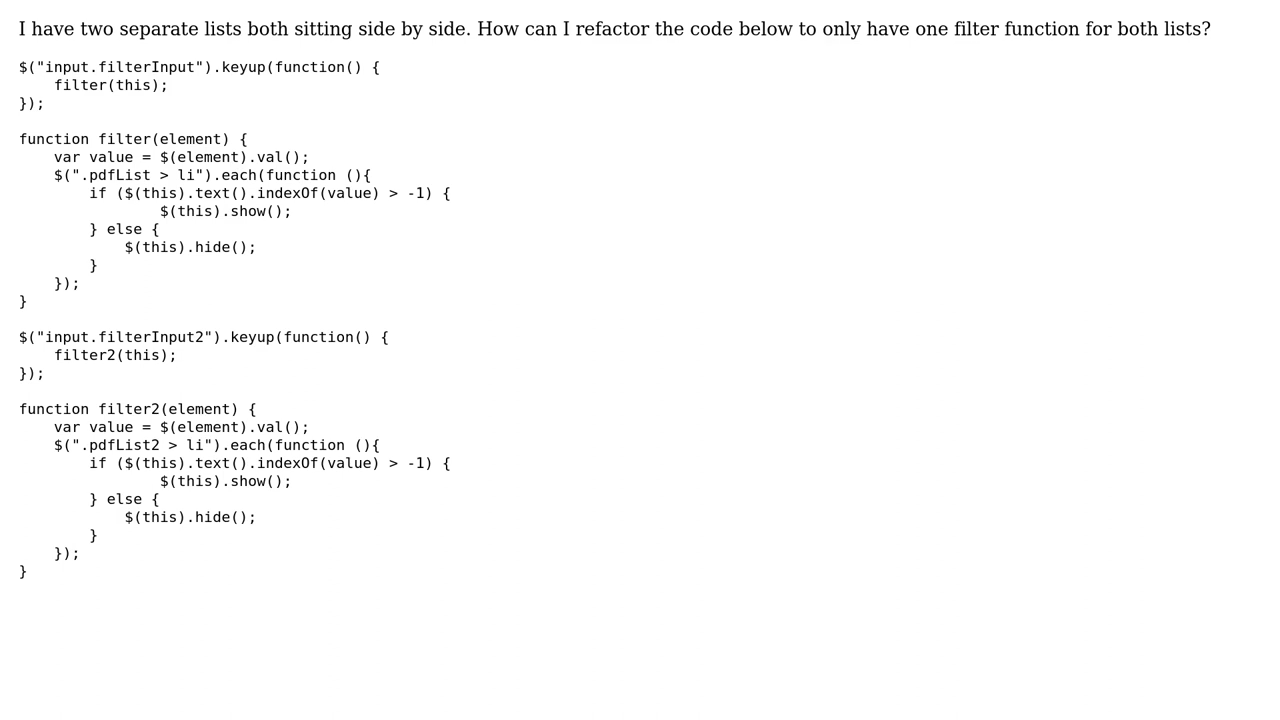 I have two separate lists both sitting side by side. How can I refactor the code below to only have one filter function for both lists?
$("input.filterInput").keyup(function() {
    filter(this);
});

function filter(element) {
    var value = $(element).val();
    $(".pdfList > li").each(function (){
        if ($(this).text().indexOf(value) > -1) {
                $(this).show();
        } else {
            $(this).hide();
        }
    });
}

$("input.filterInput2").keyup(function() {
    filter2(this);
});

function filter2(element) {
    var value = $(element).val();
    $(".pdfList2 > li").each(function (){
        if ($(this).text().indexOf(value) > -1) {
                $(this).show();
        } else {
            $(this).hide();
        }
    });
}